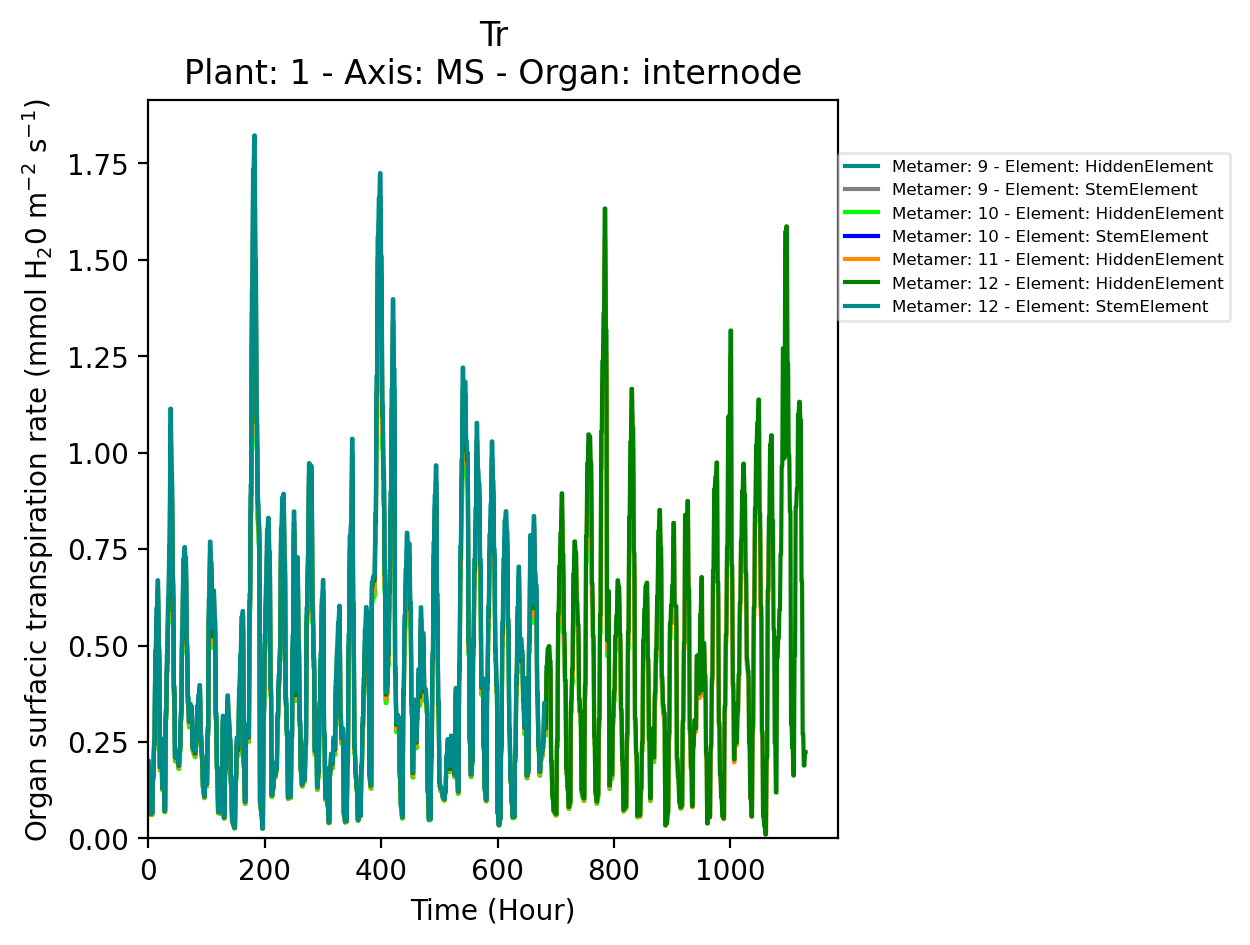 Tr
Plant: 1 - Axis: MS - Organ: internode
Organ surfacic transpiration rate (mmol H₂0 m⁻² s⁻¹)
1.75
1.50
1.25
1.00
0.75
0.50
0.25
0.00
0 200 400 600 800 1000
Time (Hour)
Metamer: 9 - Element: HiddenElement
Metamer: 9 - Element: StemElement
Metamer: 10 - Element: HiddenElement
Metamer: 10 - Element: StemElement
Metamer: 11 - Element: HiddenElement
Metamer: 12 - Element: HiddenElement
Metamer: 12 - Element: StemElement